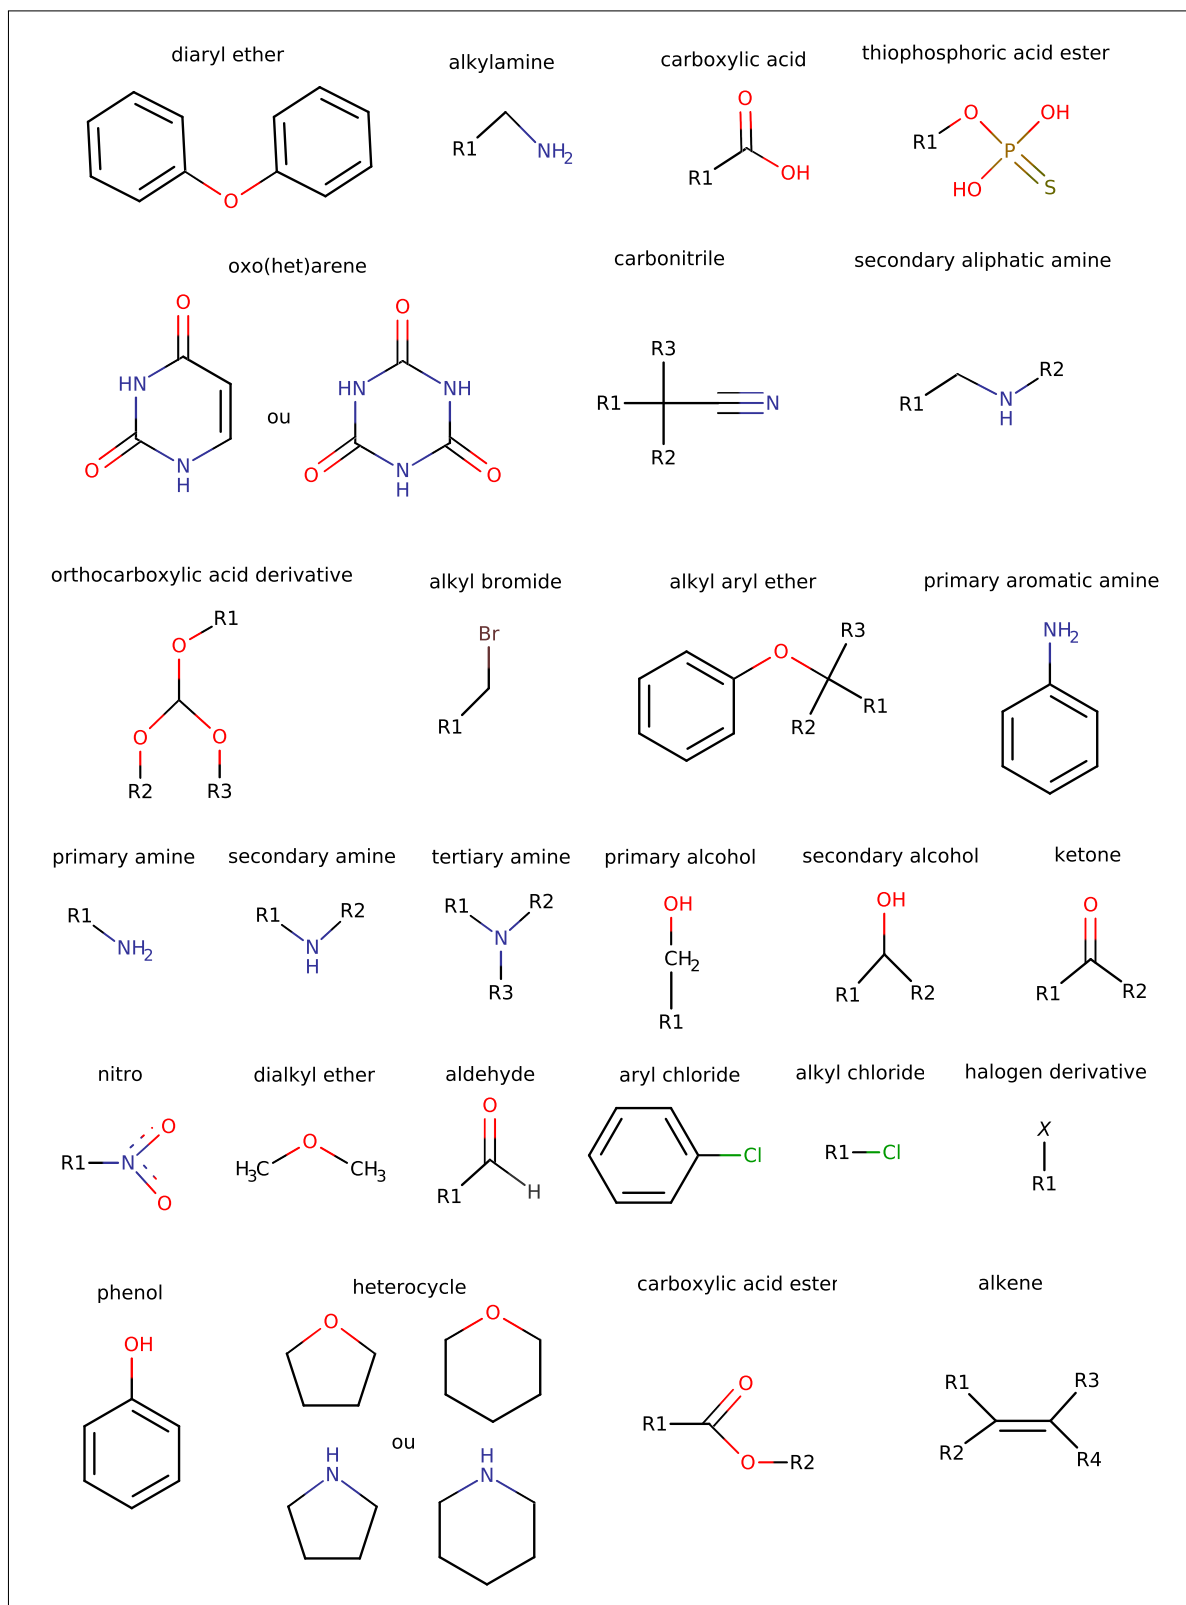 diaryl ether
alkylamine
carboxylic acid
thiophosphoric acid ester
R1 NH2
O
R1 OH
O OH
R1 P
HO S
O
oxo(het)arene
carbonitrile
secondary aliphatic amine
O
HN
O N
H
ou
O
HN NH
O N O
H
R3
R1 N
R2
R2
R1 N
H
orthocarboxylic acid derivative
alkyl bromide
alkyl aryl ether
primary aromatic amine
R1
O
O O
R2 R3
Br
R1
O R3
R2 R1
NH2
primary amine
secondary amine
tertiary amine
primary alcohol
secondary alcohol
ketone
R1
NH2
R1 R2
N
H
R1 R2
N
R3
OH
CH2
R1
OH
R1 R2
O
R1 R2
nitro
dialkyl ether
aldehyde
aryl chloride
alkyl chloride
halogen derivative
O
R1 N
O
O
H3C CH3
O
R1 H
Cl
R1 Cl
X
R1
phenol
heterocycle
carboxylic acid ester
alkene
OH
O O
ou
H H
N N
O
R1
O R2
R1 R3
R2 R4